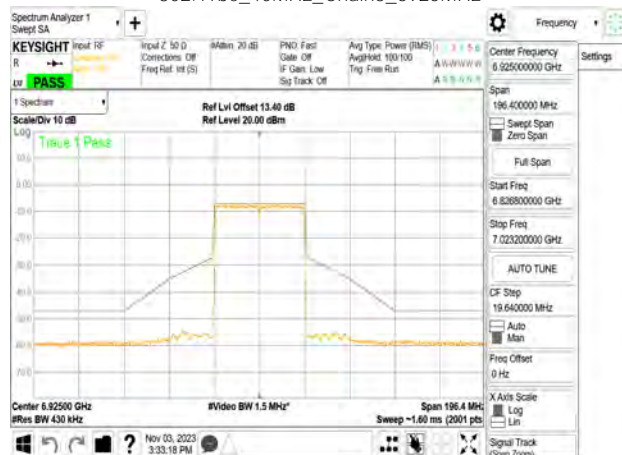 Spectrum Analyzer 1
Swept SA
+
Frequency
KEYSIGHT
Input: RF
Input Z: 50 Ω
#Atten: 20 dB
PNO: Fast
Avg Type: Power (RMS)
R
Corrections: Off
Gate: Off
Avg|Hold: 100/100
Freq Ref: Int (S)
IF Gain: Low
Trig: Free Run
Sig Track: Off
PASS
1 Spectrum
Ref Lvl Offset 13.40 dB
Scale/Div 10 dB
Ref Level 20.00 dBm
Log
Trace 1 Pass
Center 6.92500 GHz
#Video BW 1.5 MHz*
Span 196.4 MHz
#Res BW 430 kHz
Sweep ~1.60 ms (2001 pts
Nov 03, 2023
3:33:18 PM
?
Center Frequency
6.925000000 GHz
Settings
Span
196.400000 MHz
Swept Span
Zero Span
Full Span
Start Freq
6.826800000 GHz
Stop Freq
7.023200000 GHz
AUTO TUNE
CF Step
19.640000 MHz
Auto
Man
Freq Offset
0 Hz
X Axis Scale
Log
Lin
Signal Track
(Span Zoom)